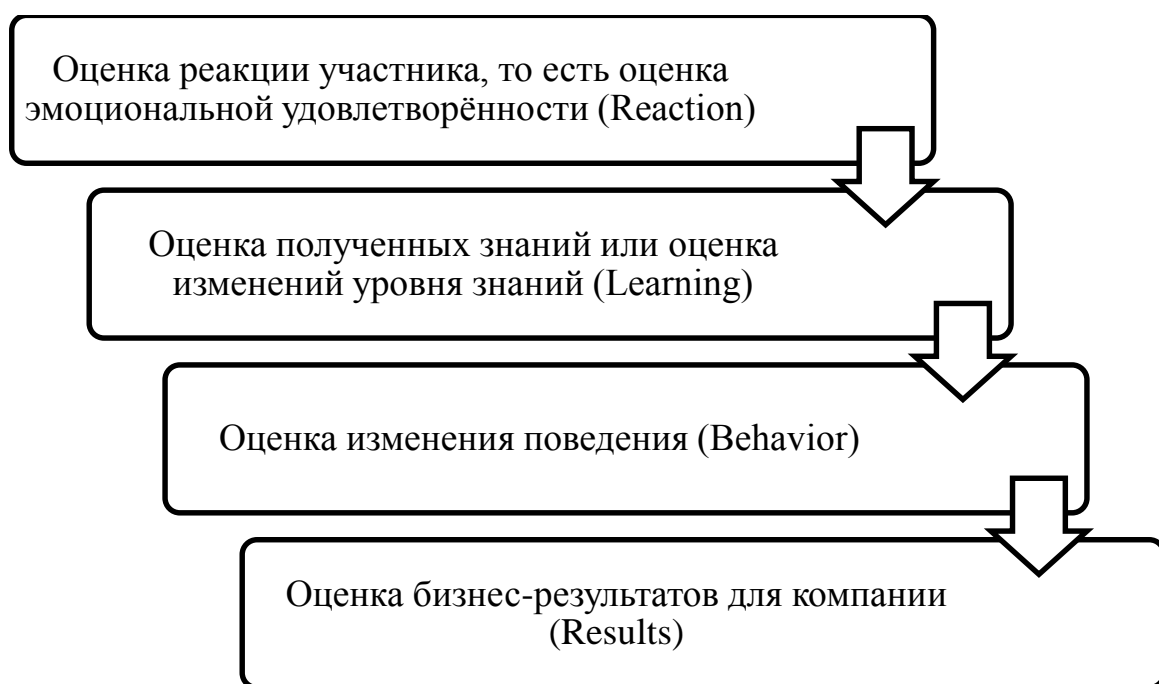 Оценка реакции участника, то есть оценка
эмоциональной удовлетворённости (Reaction)
Оценка полученных знаний или оценка
изменений уровня знаний (Learning)
Оценка изменения поведения (Behavior)
Оценка бизнес-результатов для компании
(Results)